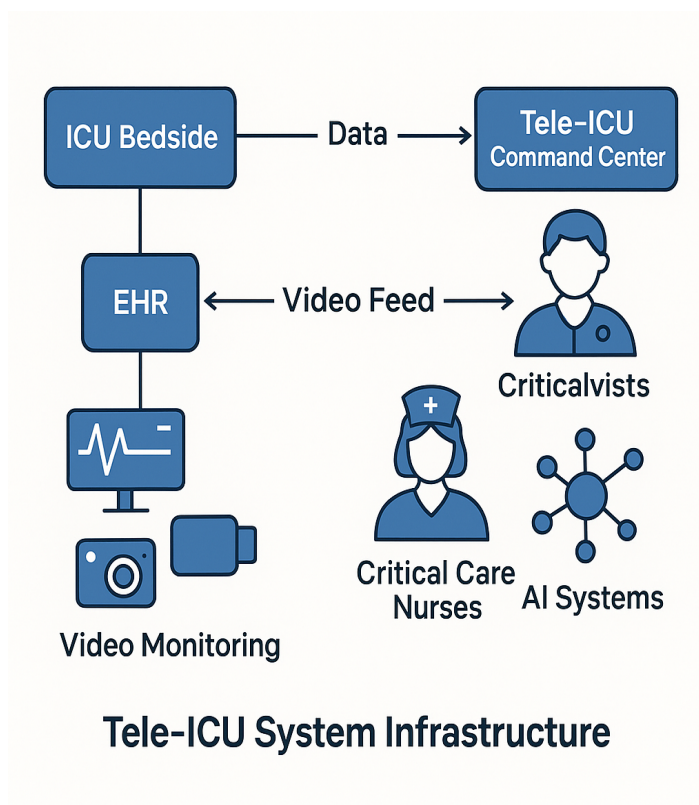 ICU Bedside
Data
Tele-ICU
Command Center
EHR
Video Feed
Criticalvists
Critical Care
Nurses
AI Systems
Video Monitoring
Tele-ICU System Infrastructure